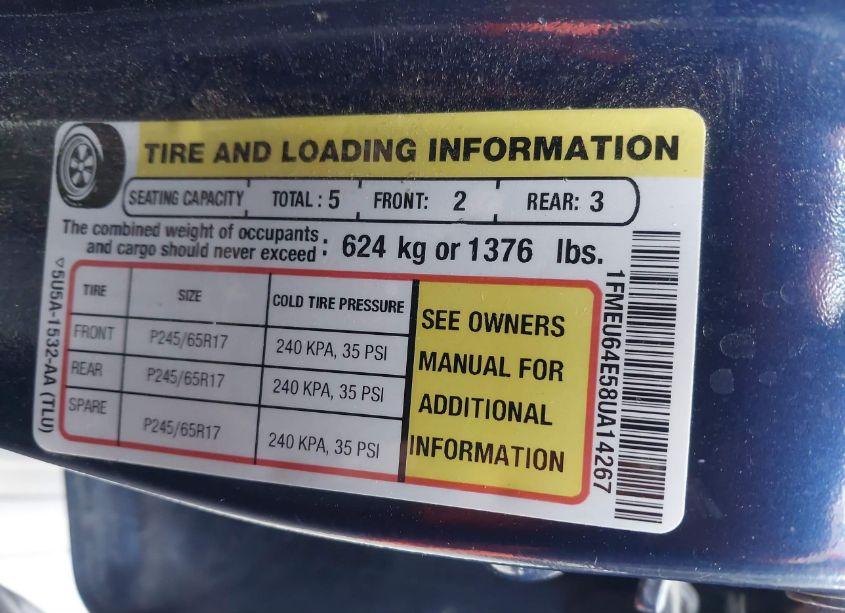 TIRE AND LOADING INFORMATION
SEATING CAPACITY TOTAL : 5 FRONT: 2 REAR: 3
The combined weight of occupants
and cargo should never exceed : 624 kg or 1376 lbs.
TIRE SIZE COLD TIRE PRESSURE
FRONT P245/65R17 240 KPA, 35 PSI
REAR P245/65R17 240 KPA, 35 PSI
SPARE P245/65R17 240 KPA, 35 PSI
SEE OWNERS
MANUAL FOR
ADDITIONAL
INFORMATION
▽5U5A-1532-AA (TLU)
1FMEU64E58UA14267